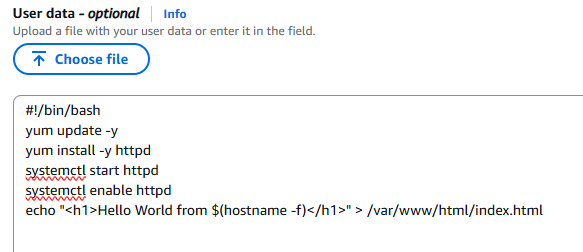 User data - optional | Info
Upload a file with your user data or enter it in the field.
Choose file
#!/bin/bash
yum update -y
yum install -y httpd
systemctl start httpd
systemctl enable httpd
echo "<h1>Hello World from $(hostname -f)</h1>" > /var/www/html/index.html